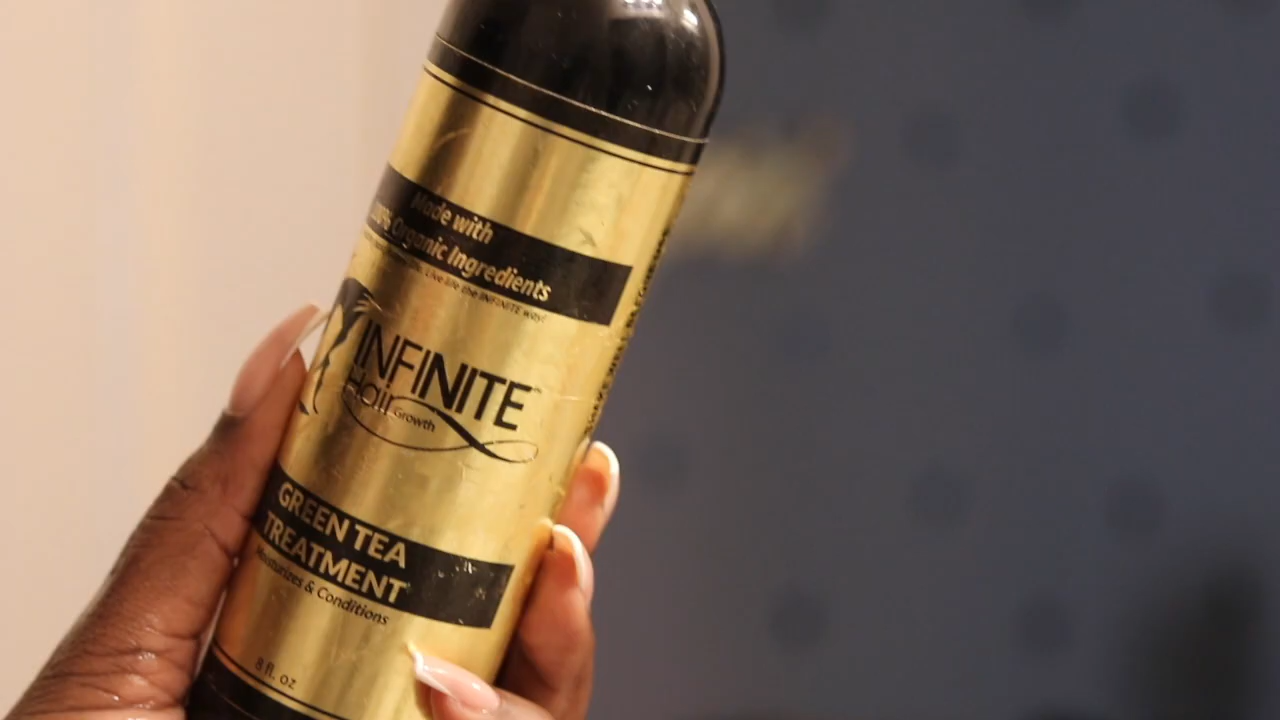 Made with
100% Organic Ingredients
Live life the INFINITE way!
INFINITE
Hair Growth
GREEN TEA
TREATMENT
Moisturizes & Conditions
8 fl. oz